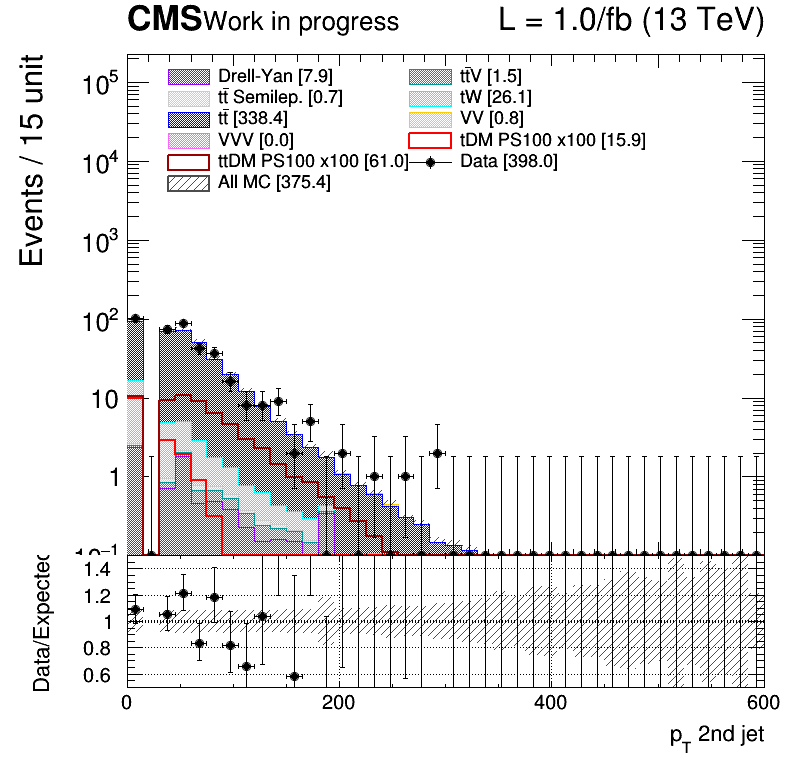 CMS Work in progress L = 1.0/fb (13 TeV)
Events / 15 unit
10⁵
10⁴
10³
10²
10
1
10⁻¹
Drell-Yan [7.9] tt̄V [1.5]
tt̄ Semilep. [0.7] tW [26.1]
tt̄ [338.4] VV [0.8]
VVV [0.0] tDM PS100 x100 [15.9]
ttDM PS100 x100 [61.0] Data [398.0]
All MC [375.4]
Data/Expected
1.4
1.2
1
0.8
0.6
0 200 400 600
p_T 2nd jet